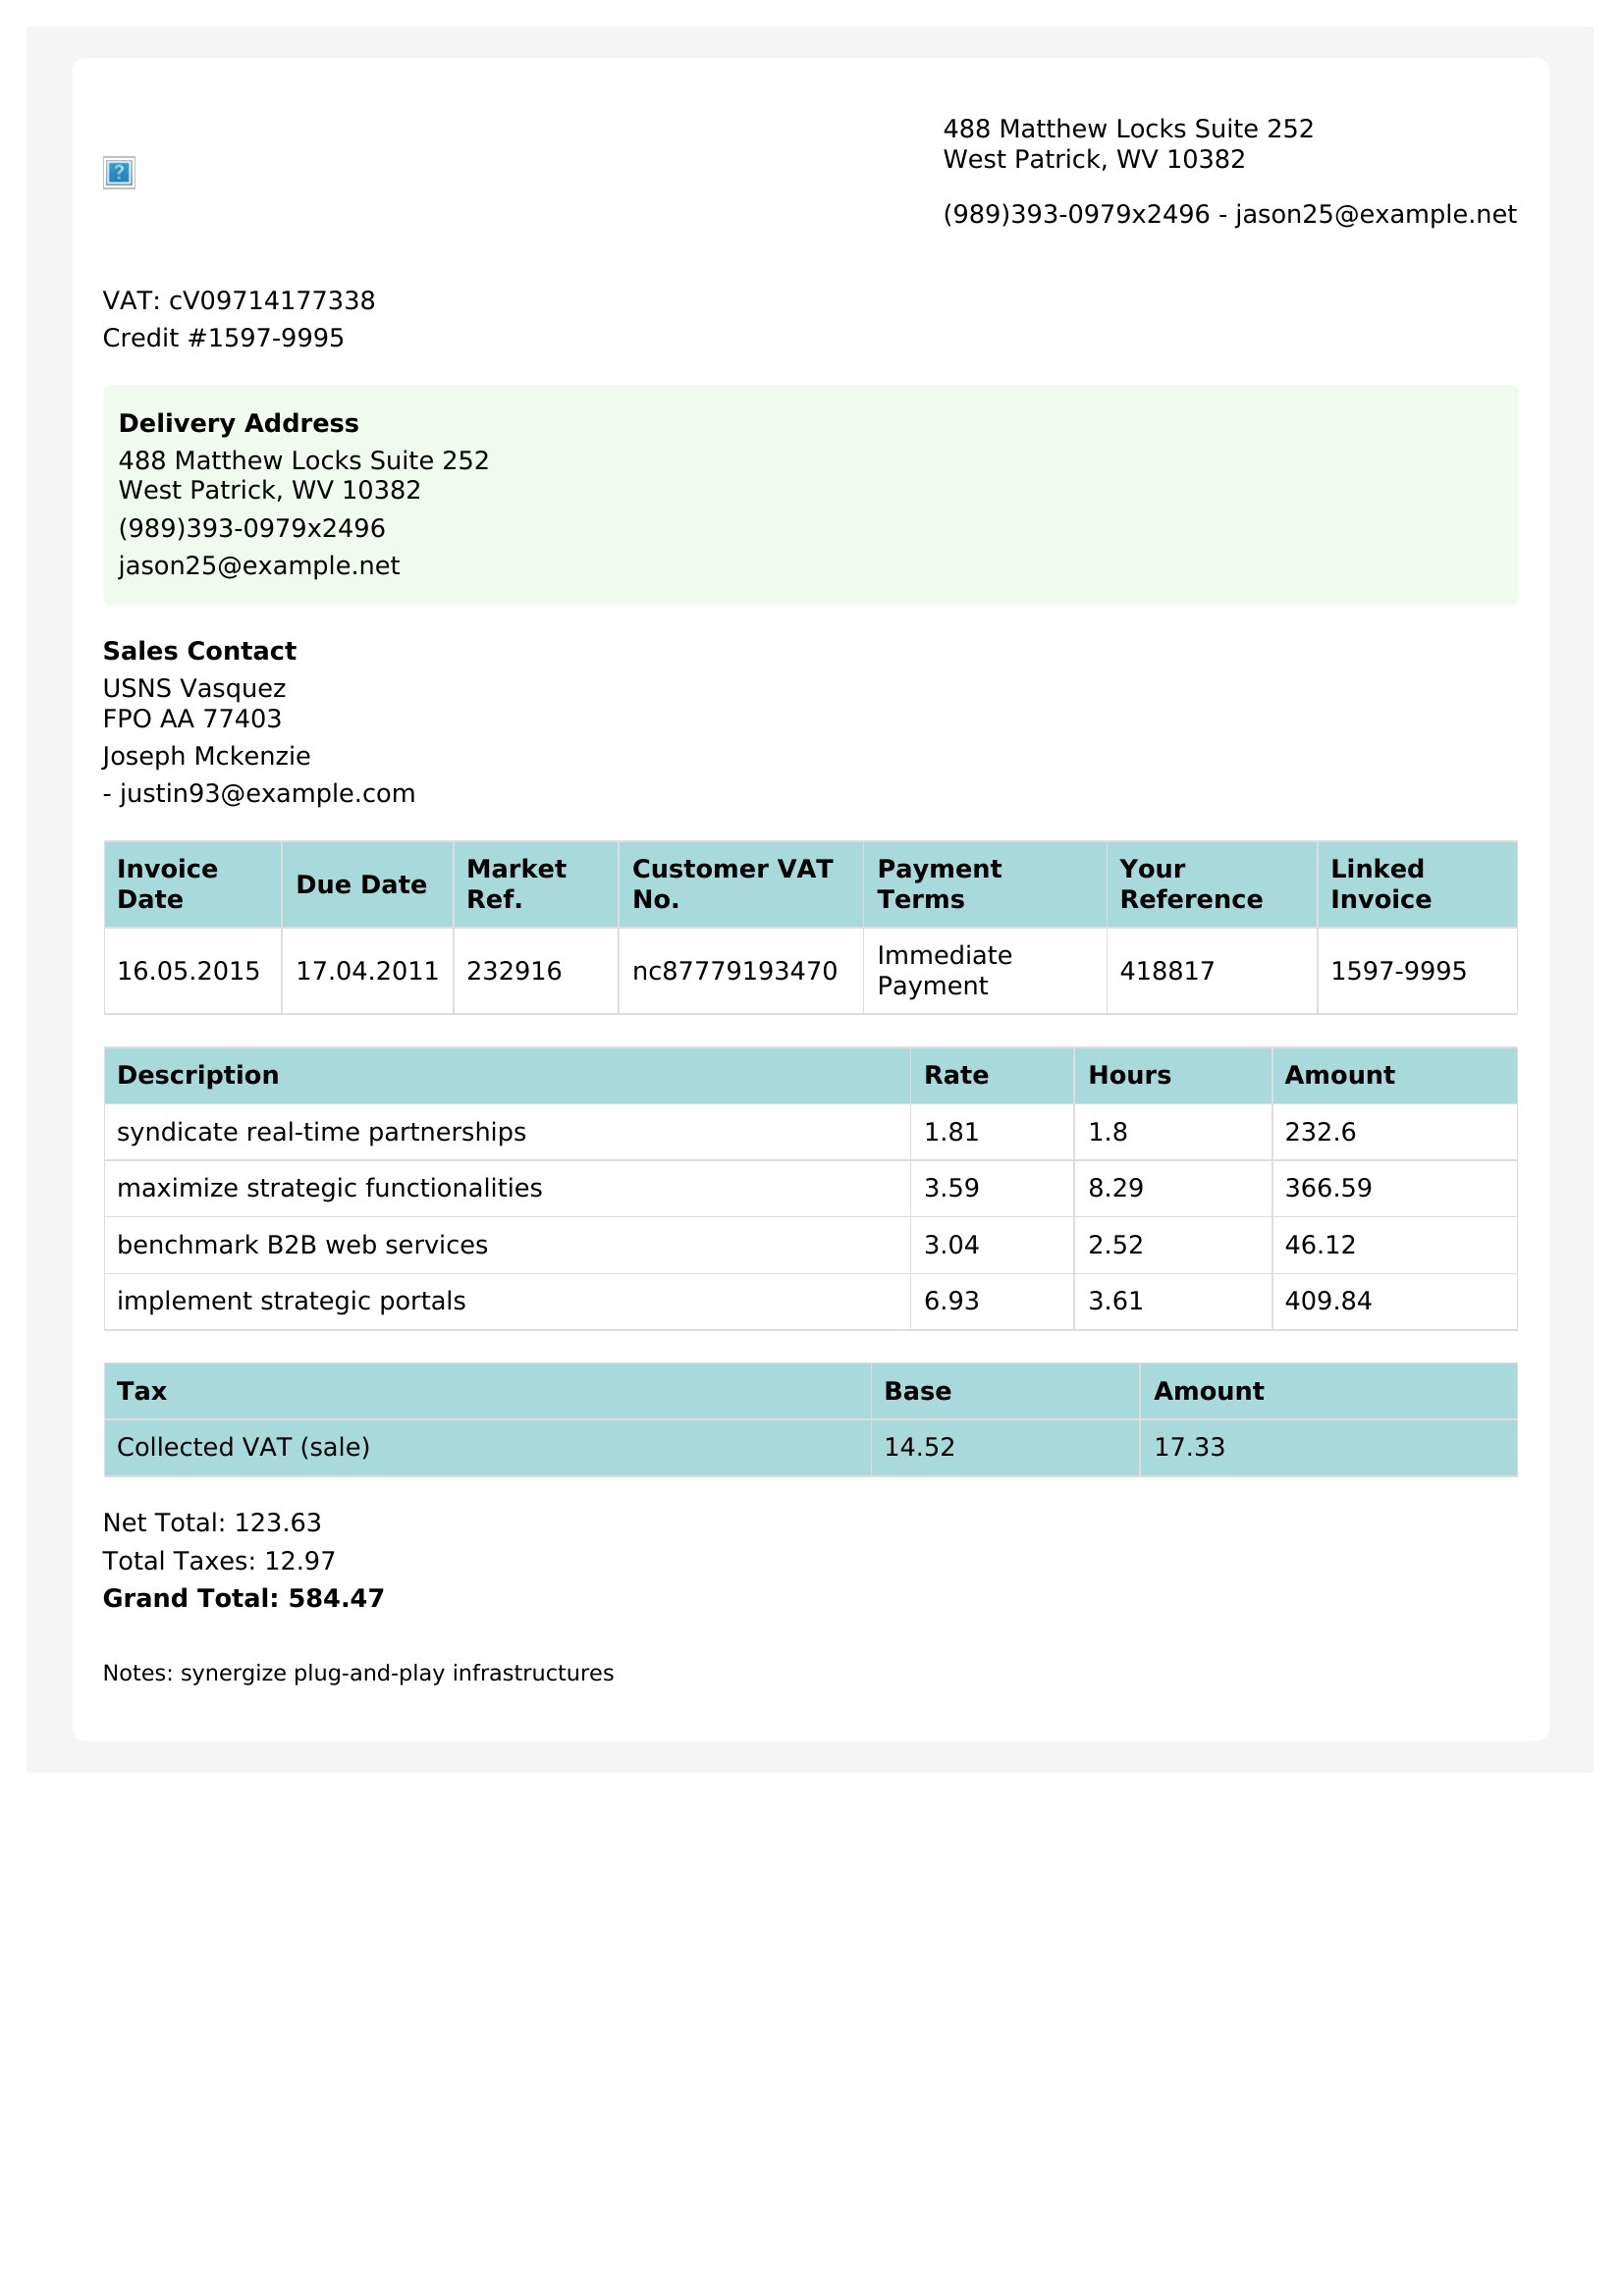 488 Matthew Locks Suite 252
West Patrick, WV 10382
(989)393-0979x2496 - jason25@example.net
VAT: cV09714177338
Credit #1597-9995
Delivery Address
488 Matthew Locks Suite 252
West Patrick, WV 10382
(989)393-0979x2496
jason25@example.net
Sales Contact
USNS Vasquez
FPO AA 77403
Joseph Mckenzie
- justin93@example.com
Invoice Date Due Date Market Ref. Customer VAT No. Payment Terms Your Reference Linked Invoice
16.05.2015 17.04.2011 232916 nc87779193470 Immediate Payment 418817 1597-9995
Description Rate Hours Amount
syndicate real-time partnerships 1.81 1.8 232.6
maximize strategic functionalities 3.59 8.29 366.59
benchmark B2B web services 3.04 2.52 46.12
implement strategic portals 6.93 3.61 409.84
Tax Base Amount
Collected VAT (sale) 14.52 17.33
Net Total: 123.63
Total Taxes: 12.97
Grand Total: 584.47
Notes: synergize plug-and-play infrastructures